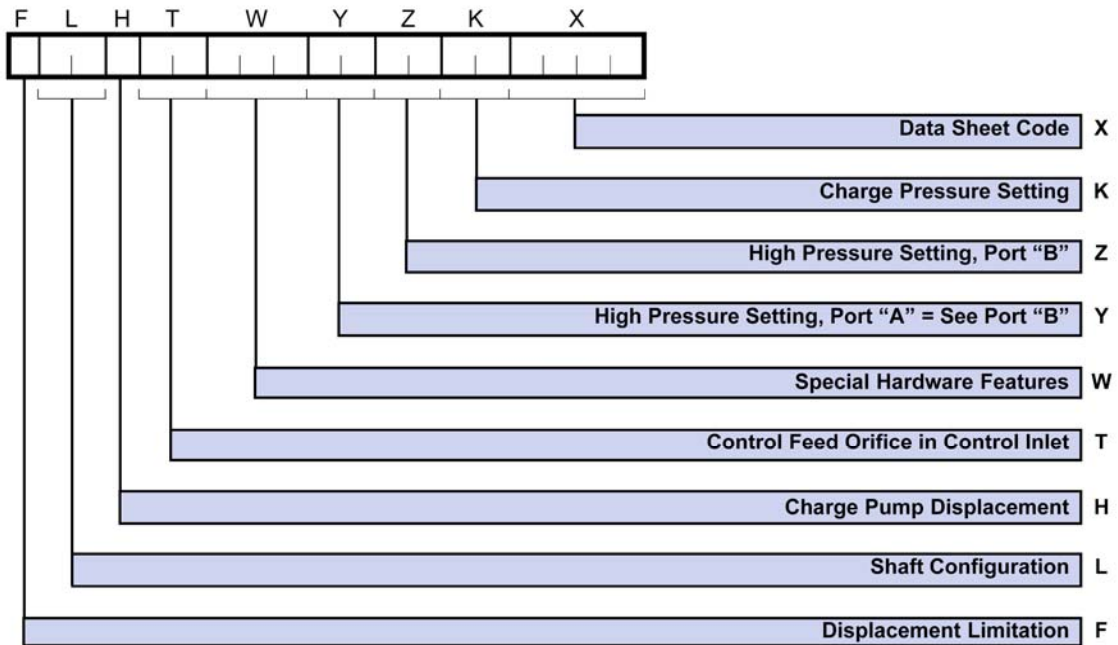 F L H T W Y Z K X
Data Sheet Code X
Charge Pressure Setting K
High Pressure Setting, Port “B” Z
High Pressure Setting, Port “A” = See Port “B” Y
Special Hardware Features W
Control Feed Orifice in Control Inlet T
Charge Pump Displacement H
Shaft Configuration L
Displacement Limitation F